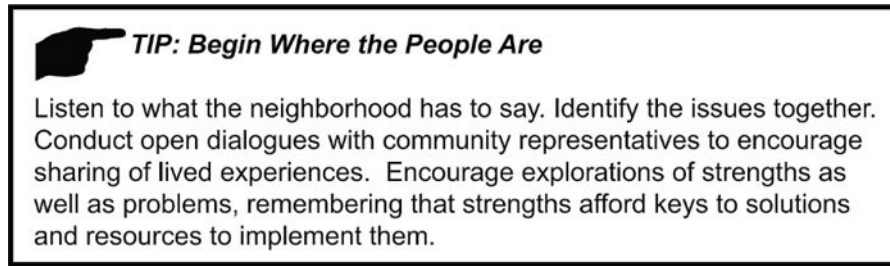 TIP: Begin Where the People Are
Listen to what the neighborhood has to say. Identify the issues together.
Conduct open dialogues with community representatives to encourage
sharing of lived experiences.  Encourage explorations of strengths as
well as problems, remembering that strengths afford keys to solutions
and resources to implement them.